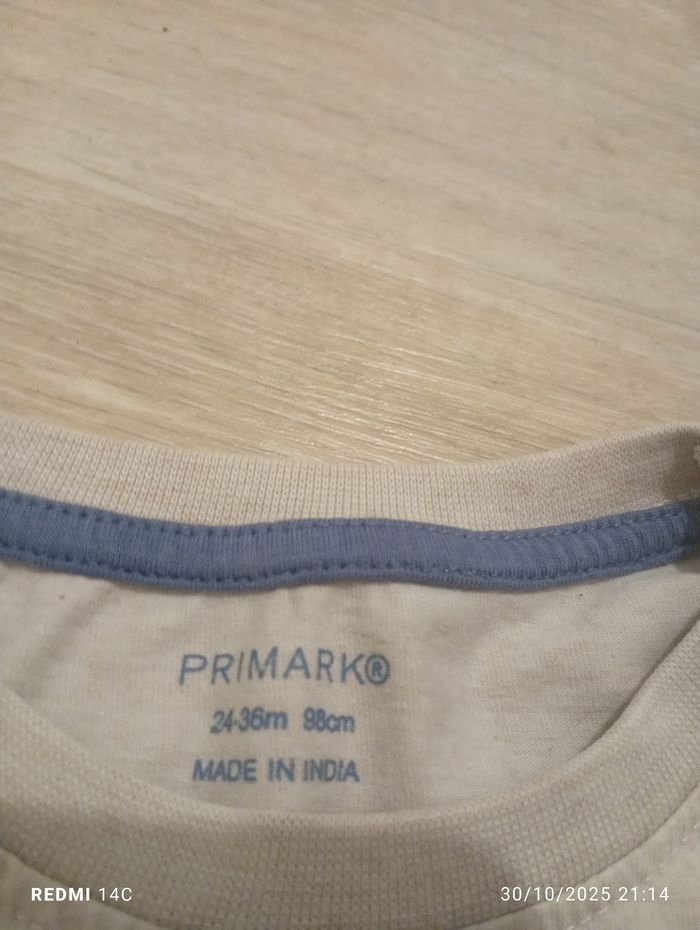 PRIMARK®
24-36m 98cm
MADE IN INDIA
REDMI 14C
30/10/2025 21:14